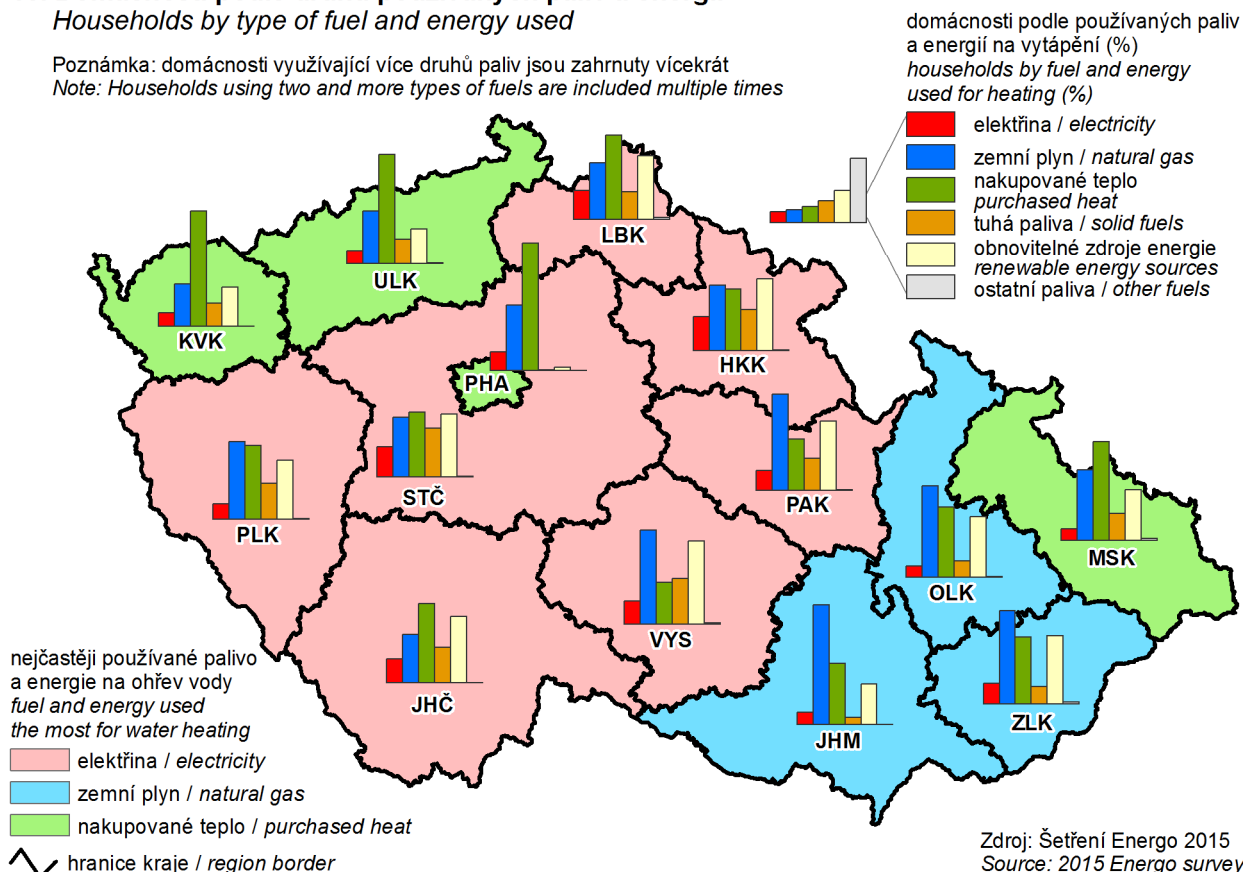 Households by type of fuel and energy used
Poznámka: domácnosti využívající více druhů paliv jsou zahrnuty vícekrát
Note: Households using two and more types of fuels are included multiple times
domácnosti podle používaných paliv
a energií na vytápění (%)
households by fuel and energy
used for heating (%)
elektřina / electricity
zemní plyn / natural gas
nakupované teplo
purchased heat
tuhá paliva / solid fuels
obnovitelné zdroje energie
renewable energy sources
ostatní paliva / other fuels
LBK
ULK
KVK
HKK
PHA
STČ
PAK
PLK
MSK
OLK
VYS
JHČ
ZLK
JHM
nejčastěji používané palivo
a energie na ohřev vody
fuel and energy used
the most for water heating
elektřina / electricity
zemní plyn / natural gas
nakupované teplo / purchased heat
hranice kraje / region border
Zdroj: Šetření Energo 2015
Source: 2015 Energo survey